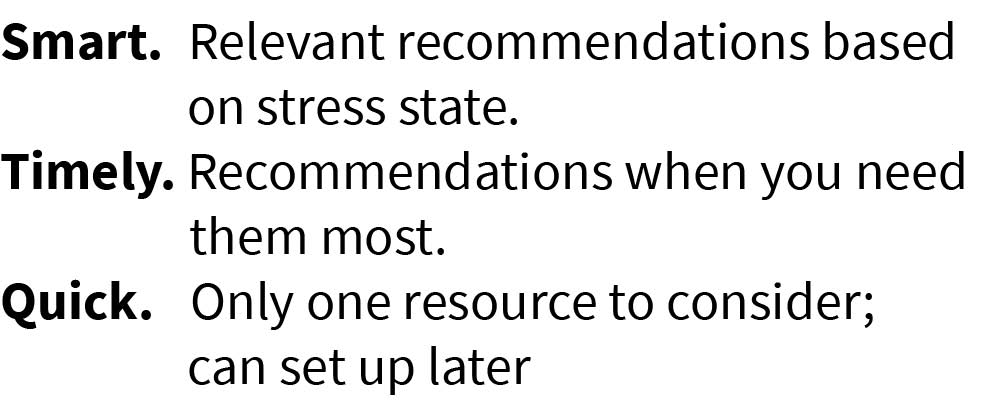 Smart. Relevant recommendations based
on stress state.
Timely. Recommendations when you need
them most.
Quick. Only one resource to consider;
can set up later